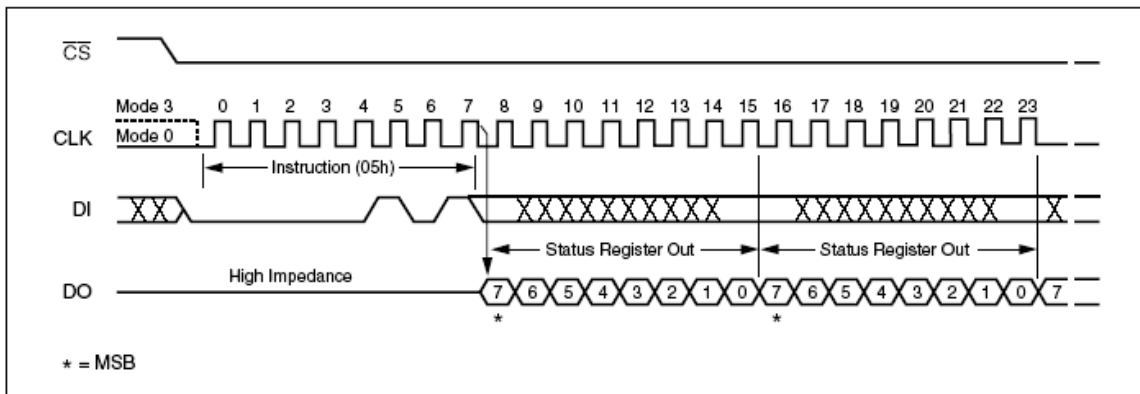 CS
Mode 3 0 1 2 3 4 5 6 7 8 9 10 11 12 13 14 15 16 17 18 19 20 21 22 23
CLK Mode 0
Instruction (05h)
DI
Status Register Out Status Register Out
High Impedance
DO 7 6 5 4 3 2 1 0 7 6 5 4 3 2 1 0 7
* *
* = MSB